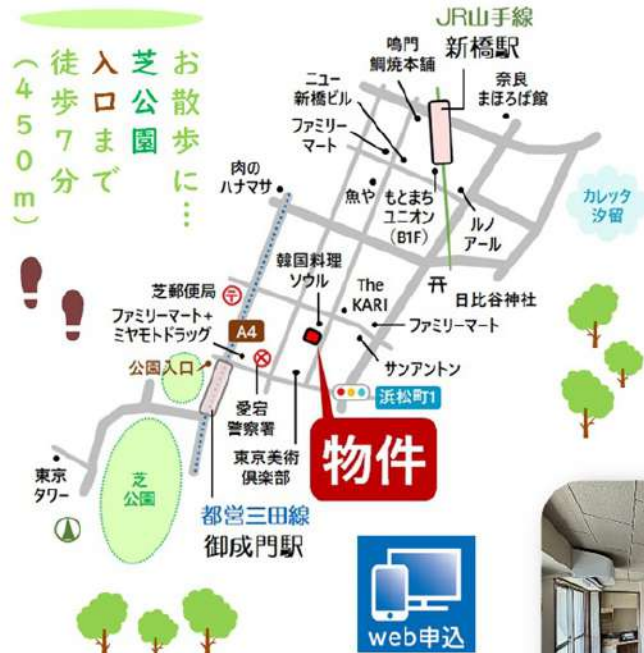 お散歩に…
芝公園
入口まで
徒歩7分
（450m）
JR山手線
新橋駅
鳴門
鯛焼本舗
奈良
まほろば館
ニュー
新橋ビル
ファミリー
マート
肉の
ハナマサ
魚や
もとまち
ユニオン
（B1F）
ルノ
アール
カレッタ
汐留
韓国料理
ソウル
The
KARI
日比谷神社
芝郵便局
〒
ファミリーマート+
ミヤモトドラッグ
A4
ファミリーマート
サンアントン
公園入口
愛宕
警察署
浜松町1
東京美術
倶楽部
物件
東京
タワー
芝
公園
都営三田線
御成門駅
web申込